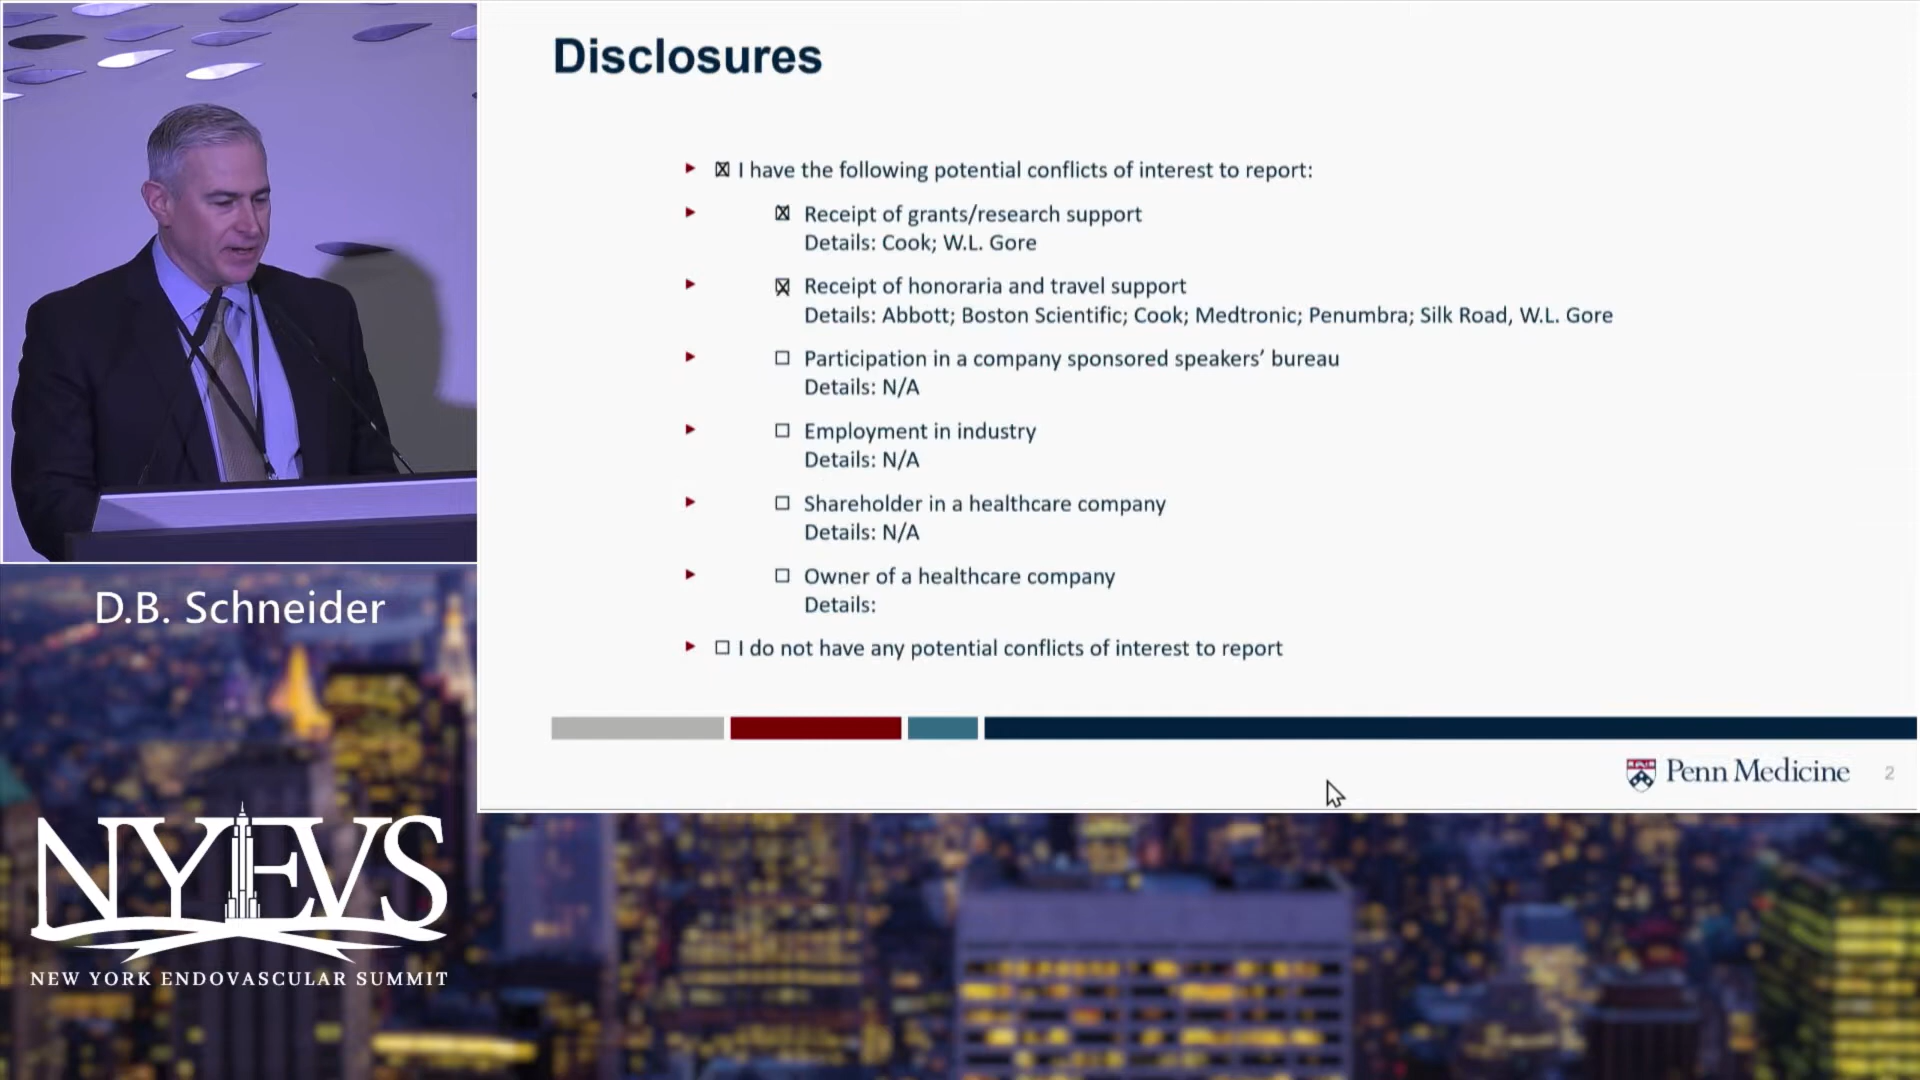 Disclosures
► ☒ I have the following potential conflicts of interest to report:
► ☒ Receipt of grants/research support
Details: Cook; W.L. Gore
► ☒ Receipt of honoraria and travel support
Details: Abbott; Boston Scientific; Cook; Medtronic; Penumbra; Silk Road, W.L. Gore
► ☐ Participation in a company sponsored speakers’ bureau
Details: N/A
► ☐ Employment in industry
Details: N/A
► ☐ Shareholder in a healthcare company
Details: N/A
► ☐ Owner of a healthcare company
Details:
► ☐ I do not have any potential conflicts of interest to report
Penn Medicine 2
D.B. Schneider
NYEVS
NEW YORK ENDOVASCULAR SUMMIT